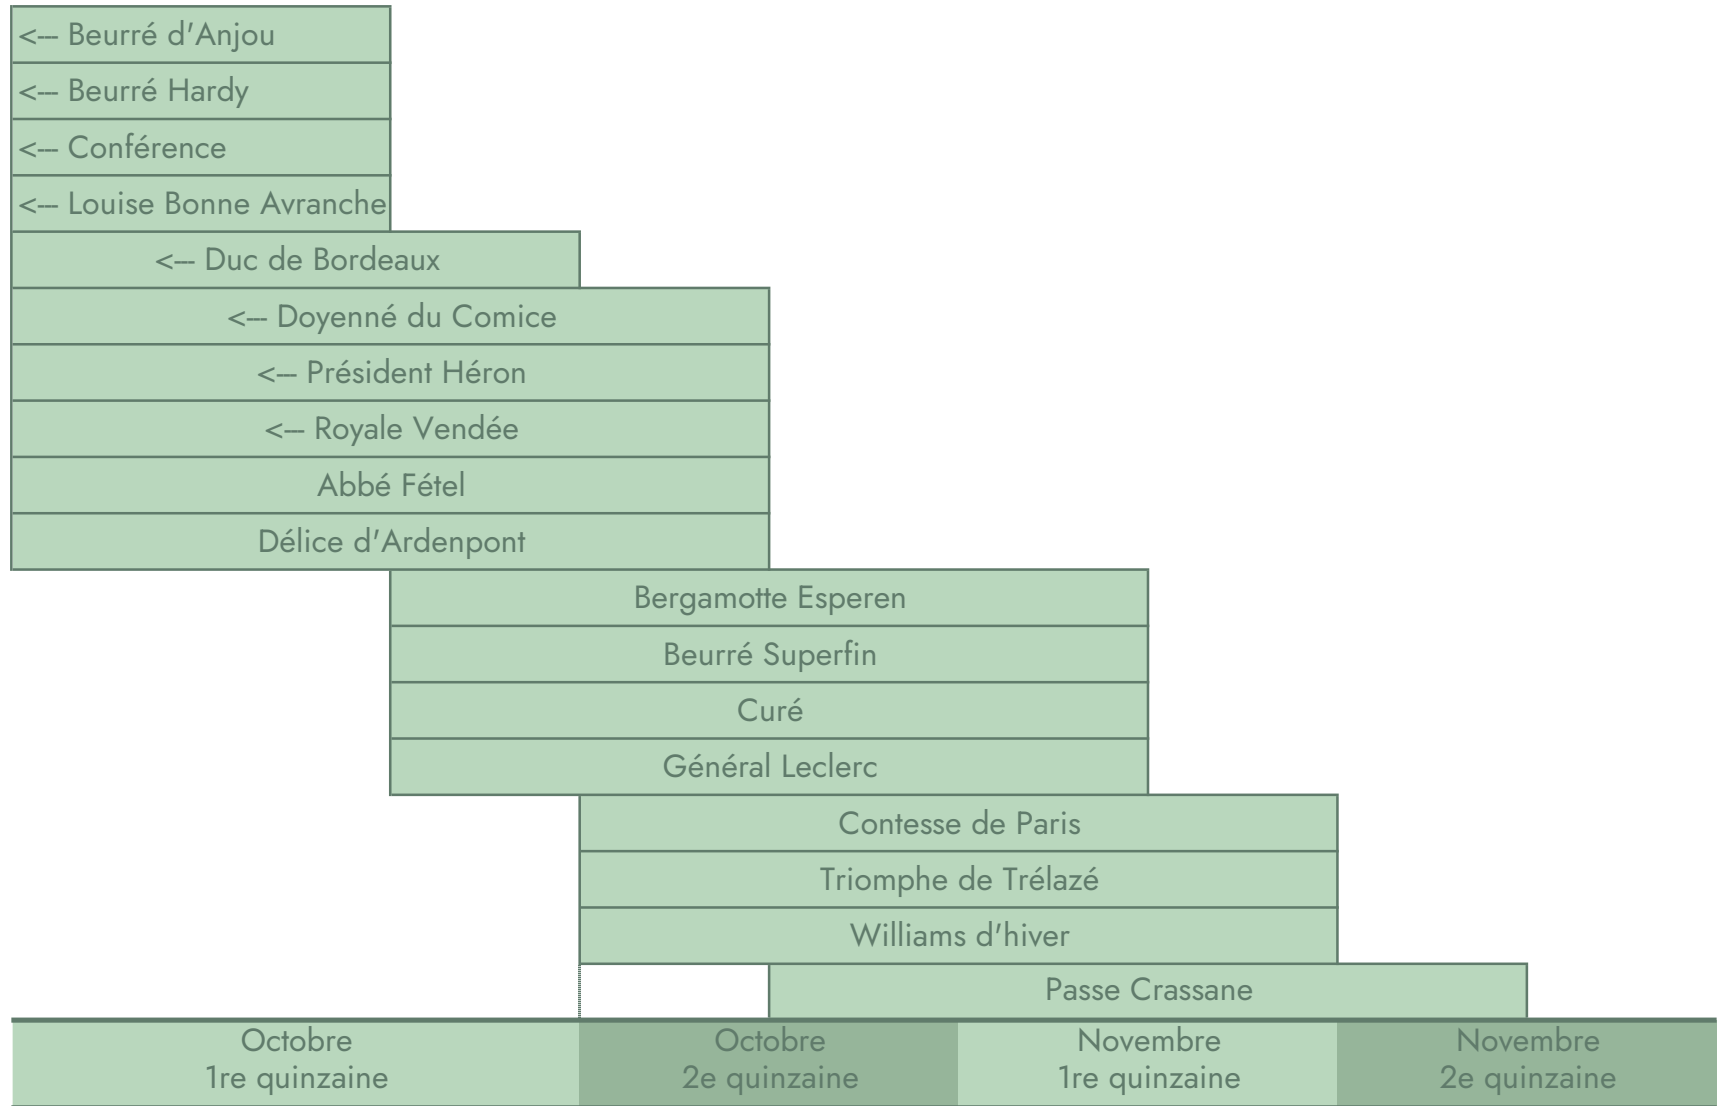 <--- Beurré d'Anjou
<--- Beurré Hardy
<--- Conférence
<--- Louise Bonne Avranche
<--- Duc de Bordeaux
<--- Doyenné du Comice
<--- Président Héron
<--- Royale Vendée
Abbé Fétel
Délice d'Ardenpont
Bergamotte Esperen
Beurré Superfin
Curé
Général Leclerc
Contesse de Paris
Triomphe de Trélazé
Williams d'hiver
Passe Crassane
Octobre
1re quinzaine
Octobre
2e quinzaine
Novembre
1re quinzaine
Novembre
2e quinzaine